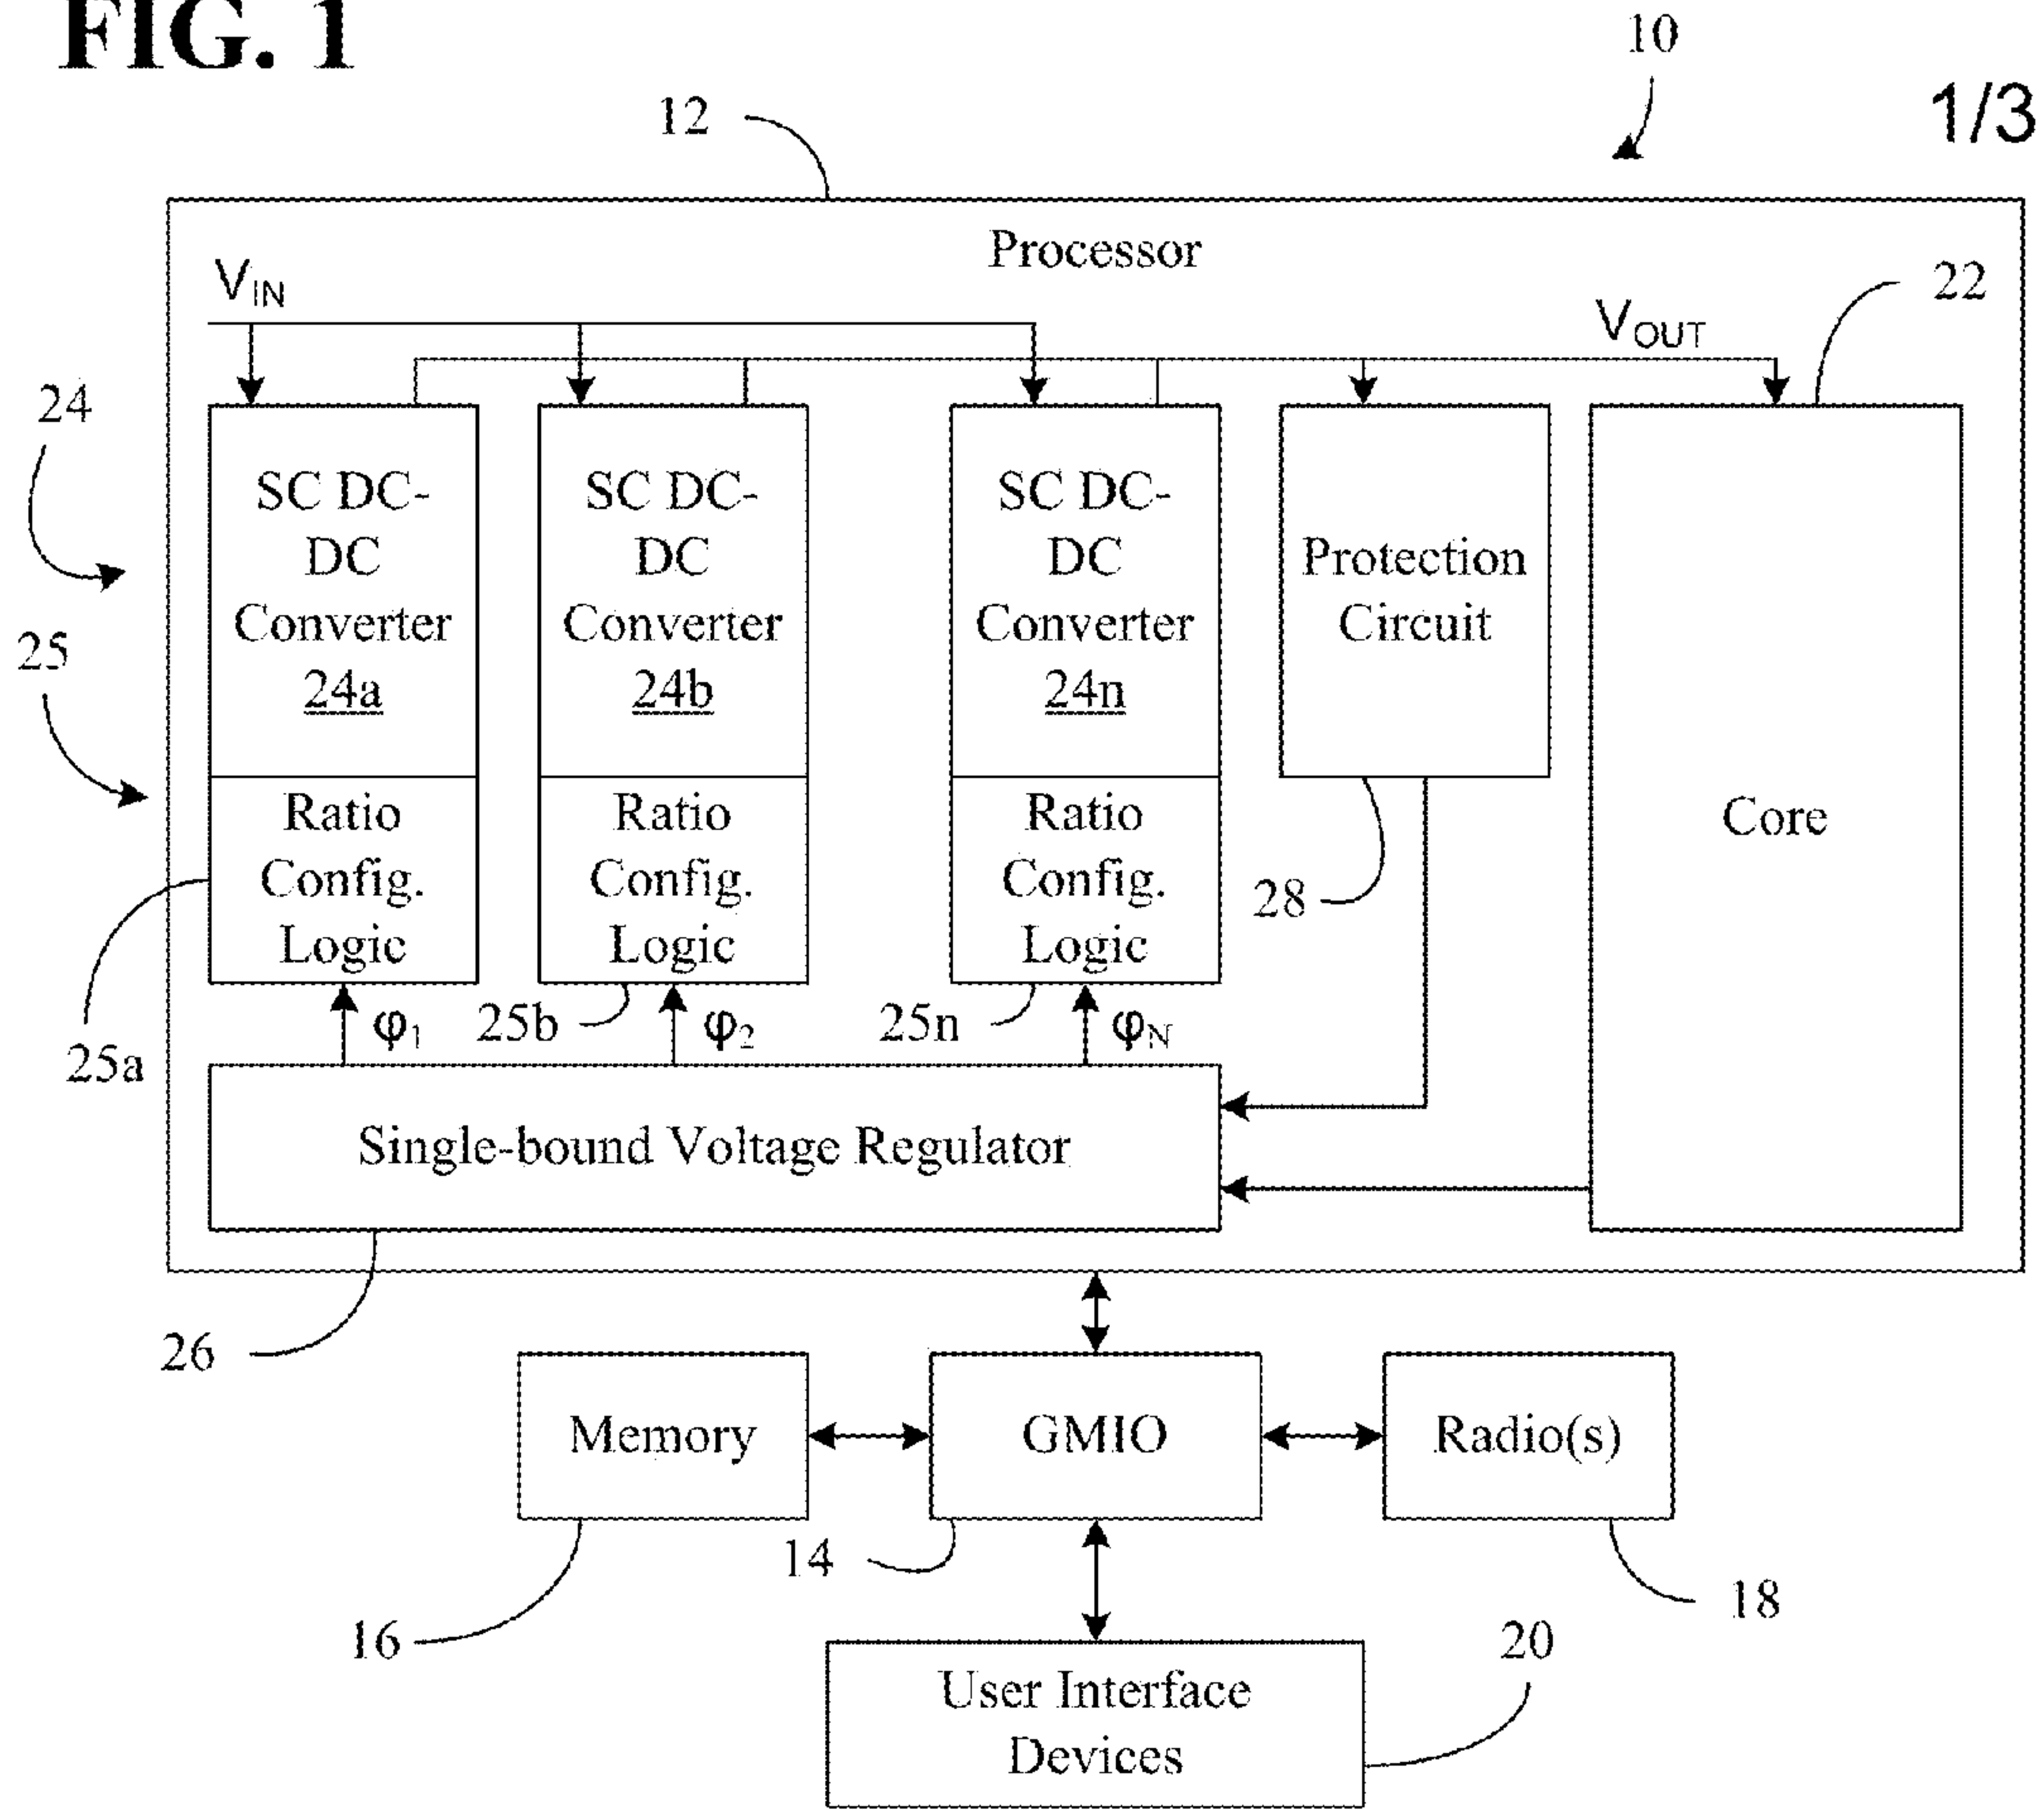 FIG. 1
10
1/3
12
Processor
22
V_IN
V_OUT
24
SC DC-
DC
Converter
24a
SC DC-
DC
Converter
24b
SC DC-
DC
Converter
24n
Protection
Circuit
25
Core
Ratio
Config.
Logic
Ratio
Config.
Logic
Ratio
Config.
Logic
28
25a
φ1
25b
φ2
25n
φN
Single-bound Voltage Regulator
26
Memory
GMIO
Radio(s)
14
16
18
20
User Interface
Devices